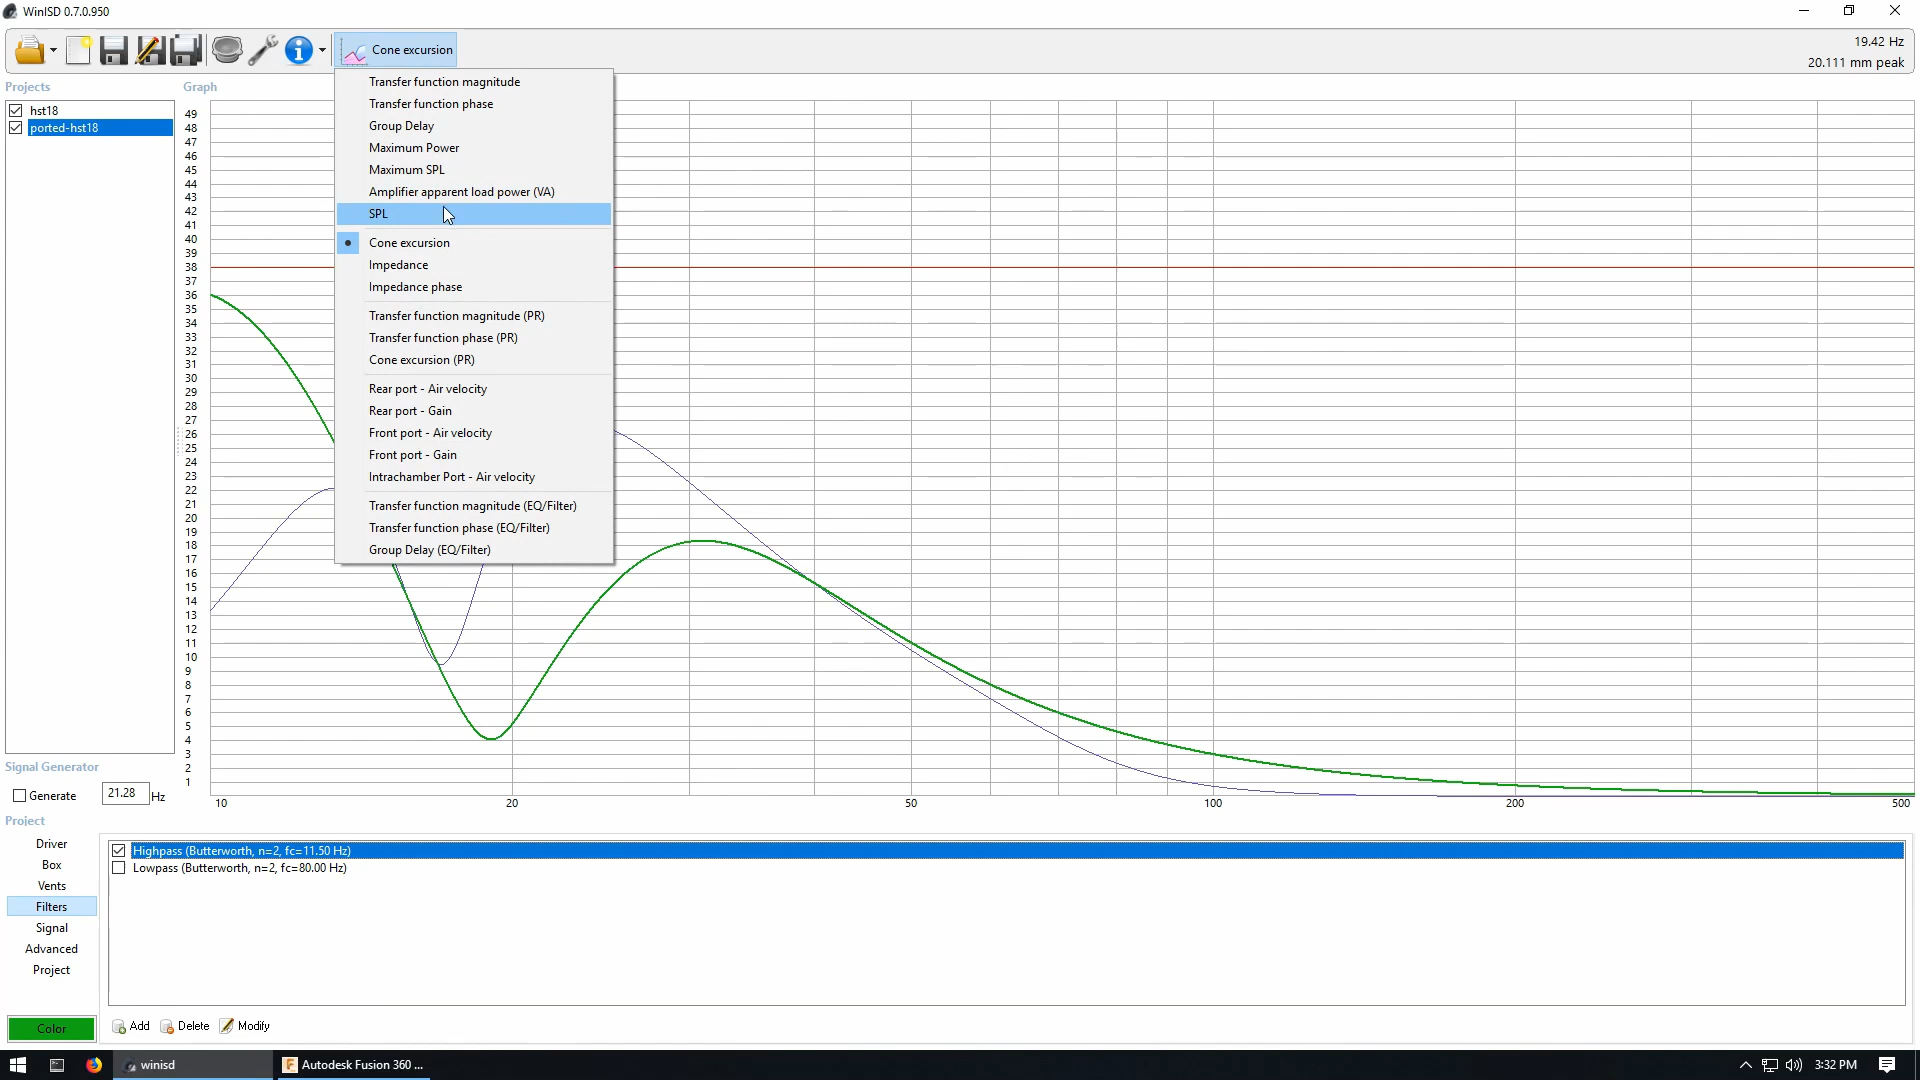 WinISD 0.7.0.950
Cone excursion
19.42 Hz
20.111 mm peak
Projects
hst18
ported-hst18
Graph
Transfer function magnitude
Transfer function phase
Group Delay
Maximum Power
Maximum SPL
Amplifier apparent load power (VA)
SPL
Cone excursion
Impedance
Impedance phase
Transfer function magnitude (PR)
Transfer function phase (PR)
Cone excursion (PR)
Rear port - Air velocity
Rear port - Gain
Front port - Air velocity
Front port - Gain
Intrachamber Port - Air velocity
Transfer function magnitude (EQ/Filter)
Transfer function phase (EQ/Filter)
Group Delay (EQ/Filter)
49
48
47
46
45
44
43
42
41
40
39
38
37
36
35
34
33
32
31
30
29
28
27
26
25
24
23
22
21
20
19
18
17
16
15
14
13
12
11
10
9
8
7
6
5
4
3
2
1
10 20 50 100 200 500
Signal Generator
Generate 21.28 Hz
Project
Driver
Box
Vents
Filters
Signal
Advanced
Project
Color
Highpass (Butterworth, n=2, fc=11.50 Hz)
Lowpass (Butterworth, n=2, fc=80.00 Hz)
Add Delete Modify
winisd
Autodesk Fusion 360 ...
3:32 PM